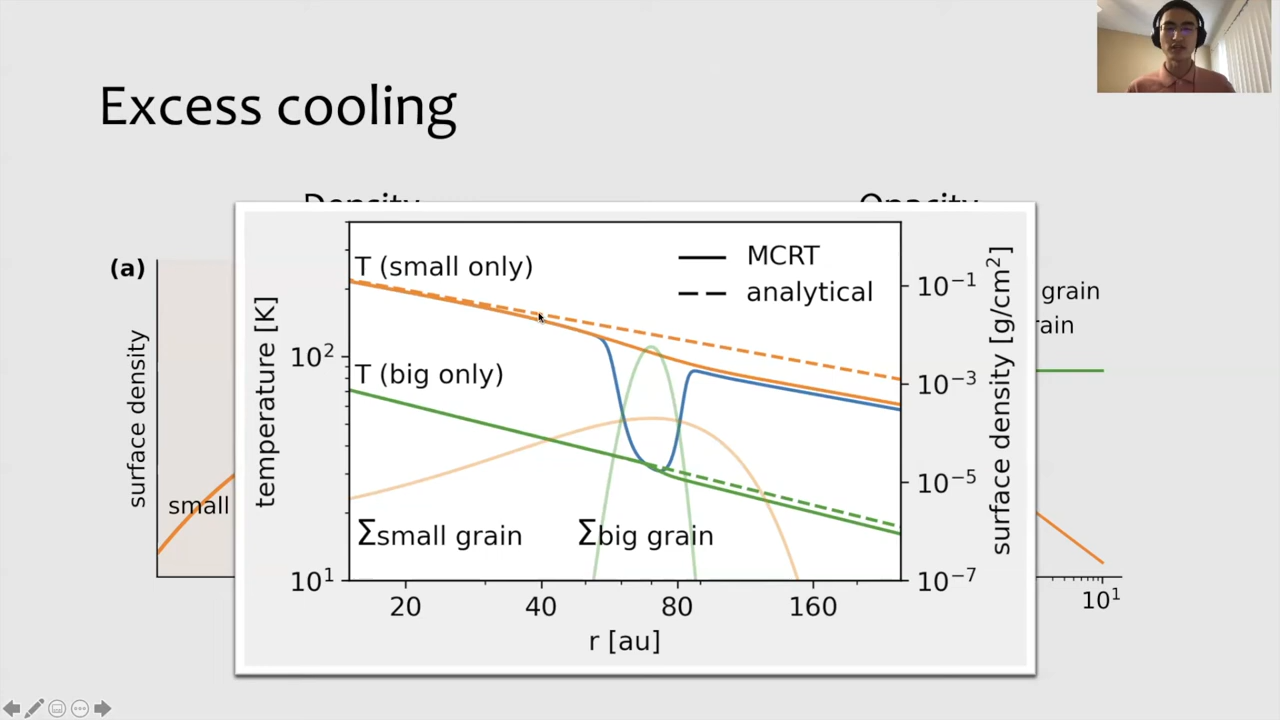 Excess cooling
Density
Opacity
(a)
surface density
small
temperature [K]
T (small only)
T (big only)
MCRT
analytical
Σsmall grain
Σbig grain
10²
10¹
20
40
80
160
r [au]
10⁻¹
10⁻³
10⁻⁵
10⁻⁷
surface density [g/cm²]
grain
10¹